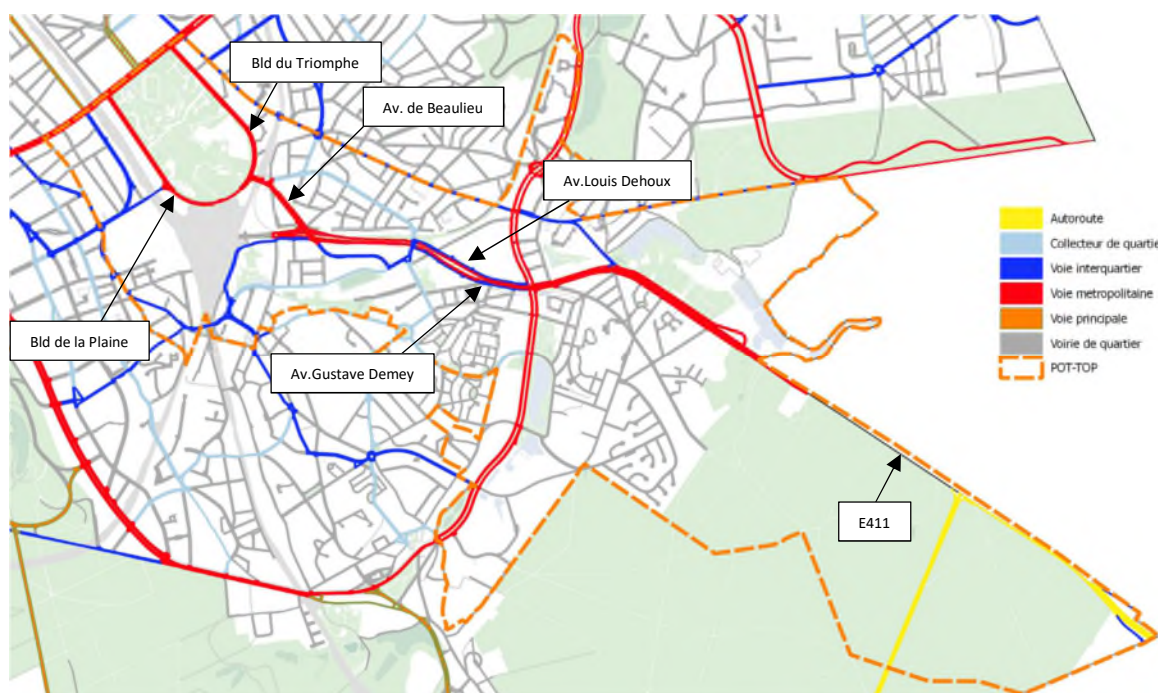 Bld du Triomphe
Av. de Beaulieu
Av.Louis Dehoux
Bld de la Plaine
Av.Gustave Demey
E411
Autoroute
Collecteur de quartie
Voie interquartier
Voie metropolitaine
Voie principale
Voirie de quartier
POT-TOP